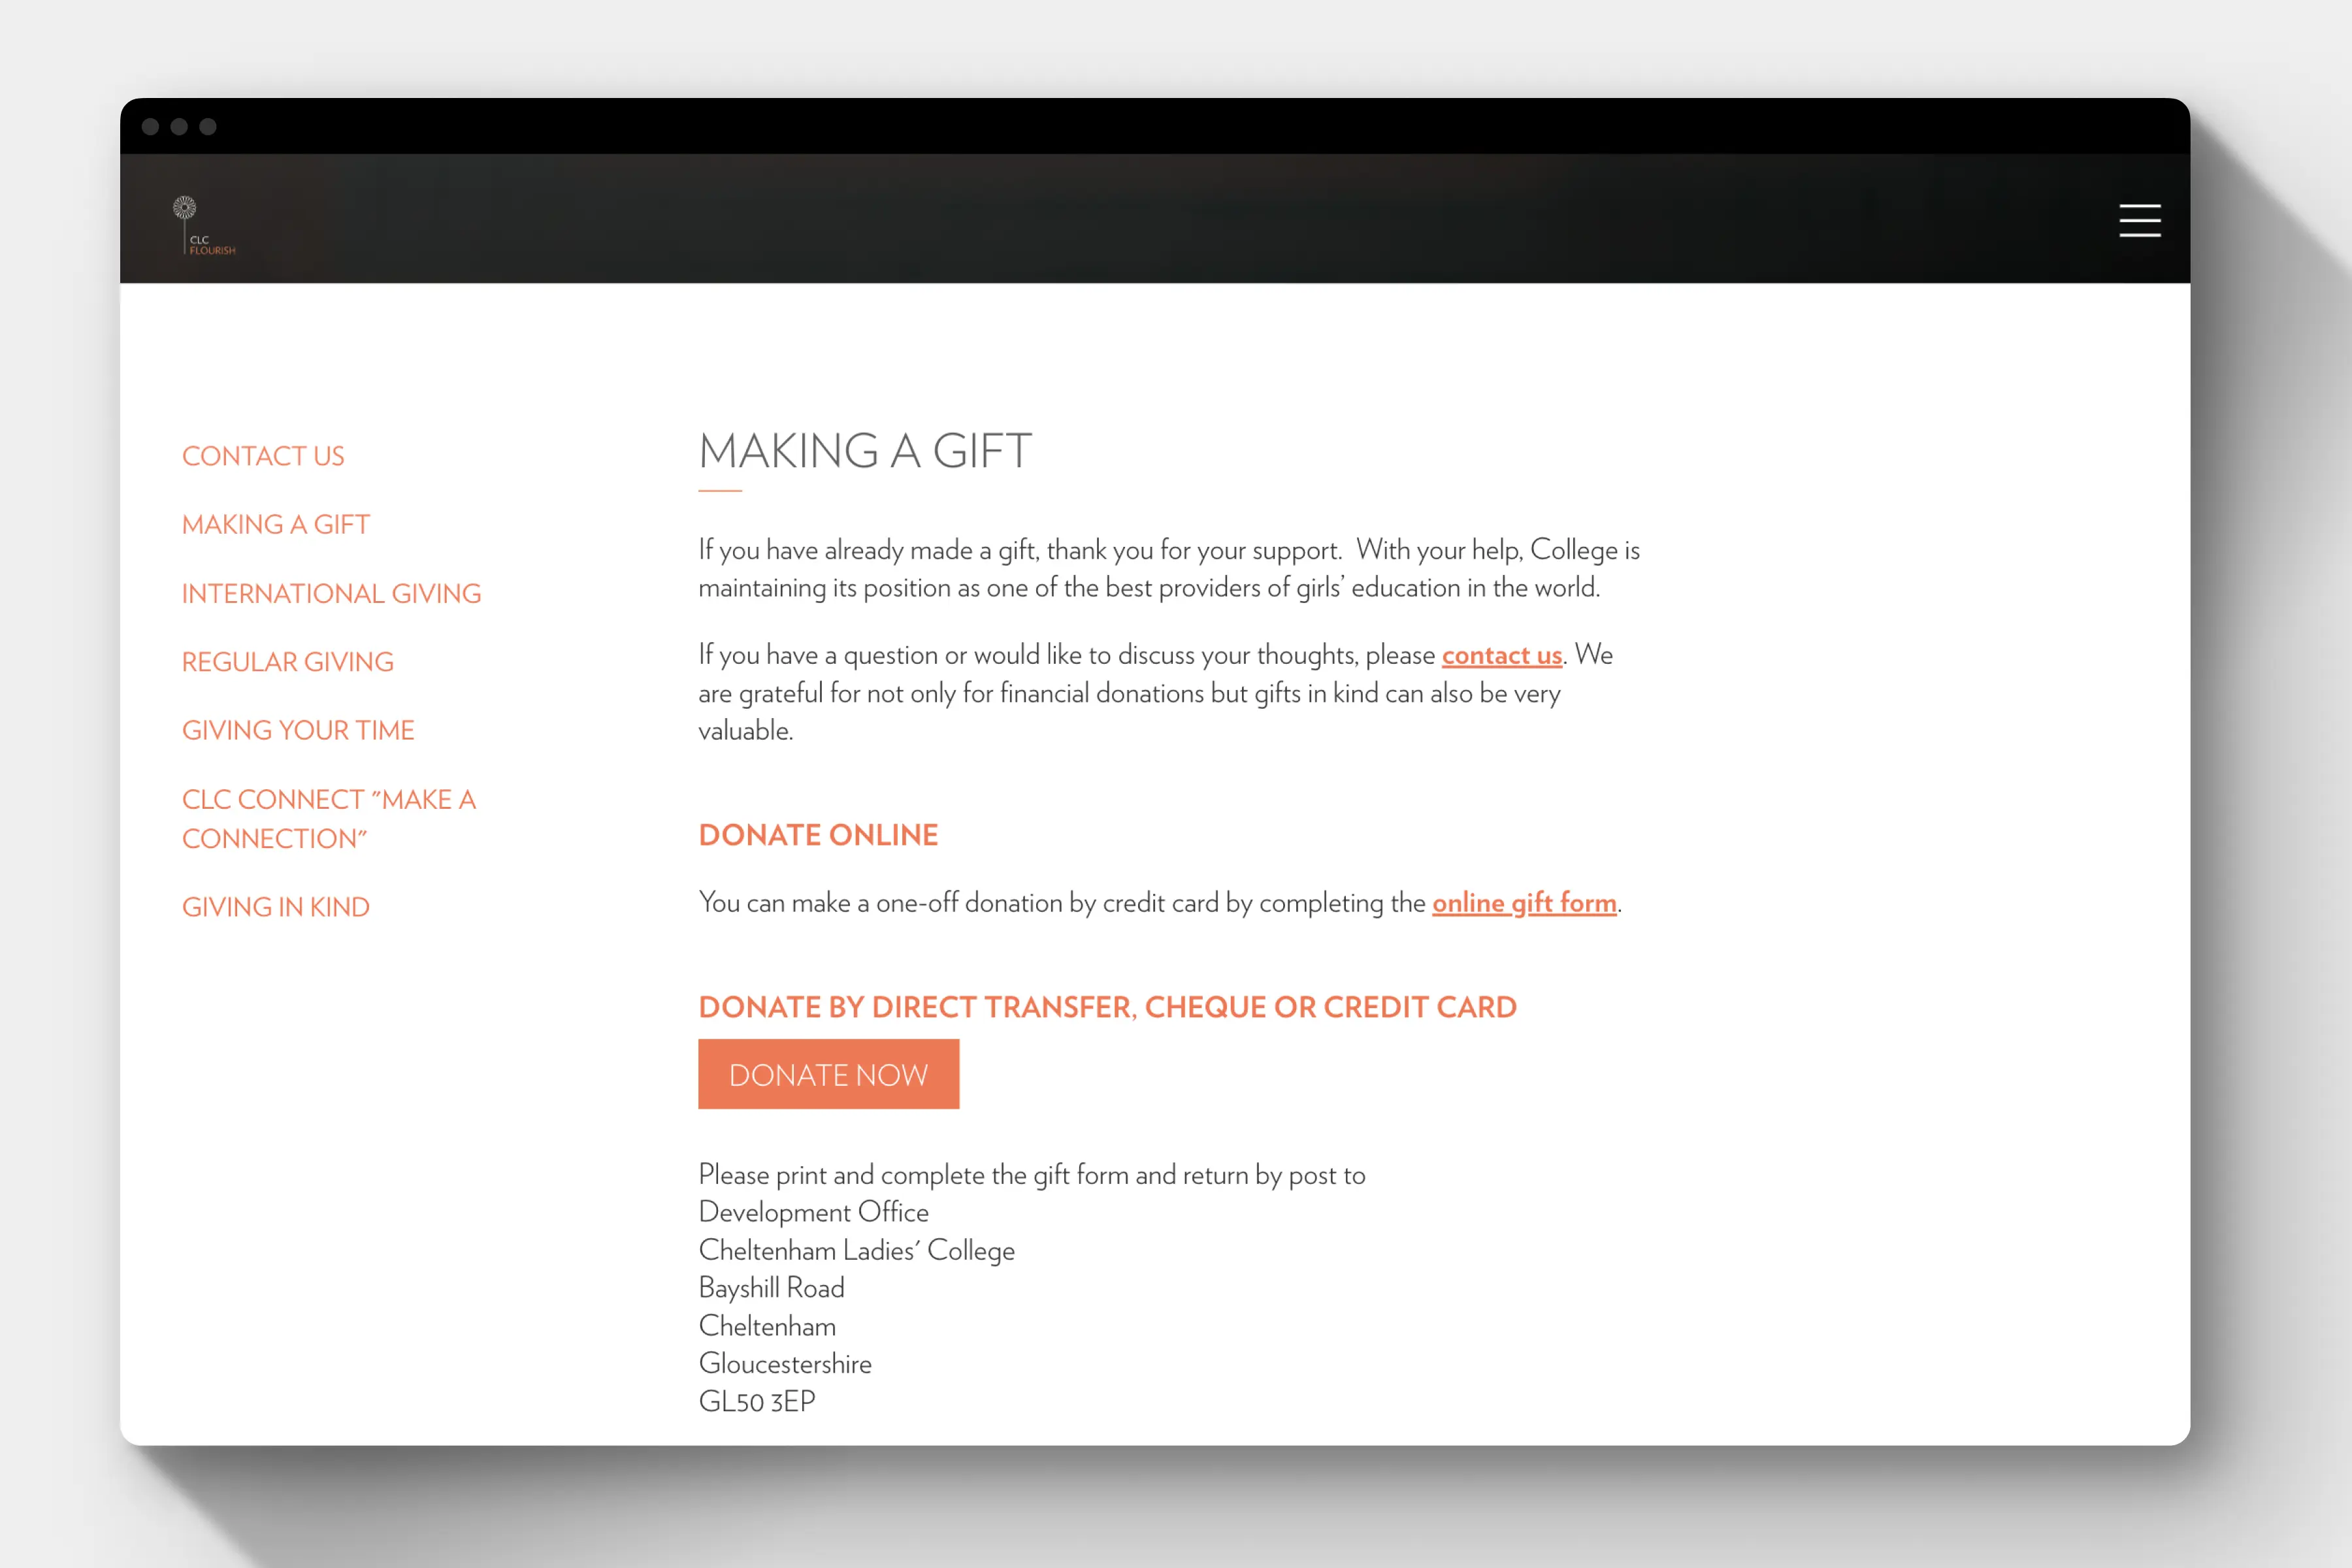 CLC
FLOURISH
CONTACT US
MAKING A GIFT
INTERNATIONAL GIVING
REGULAR GIVING
GIVING YOUR TIME
CLC CONNECT "MAKE A
CONNECTION"
GIVING IN KIND
MAKING A GIFT
If you have already made a gift, thank you for your support.  With your help, College is
maintaining its position as one of the best providers of girls’ education in the world.
If you have a question or would like to discuss your thoughts, please contact us. We
are grateful for not only for financial donations but gifts in kind can also be very
valuable.
DONATE ONLINE
You can make a one-off donation by credit card by completing the online gift form.
DONATE BY DIRECT TRANSFER, CHEQUE OR CREDIT CARD
DONATE NOW
Please print and complete the gift form and return by post to
Development Office
Cheltenham Ladies' College
Bayshill Road
Cheltenham
Gloucestershire
GL50 3EP